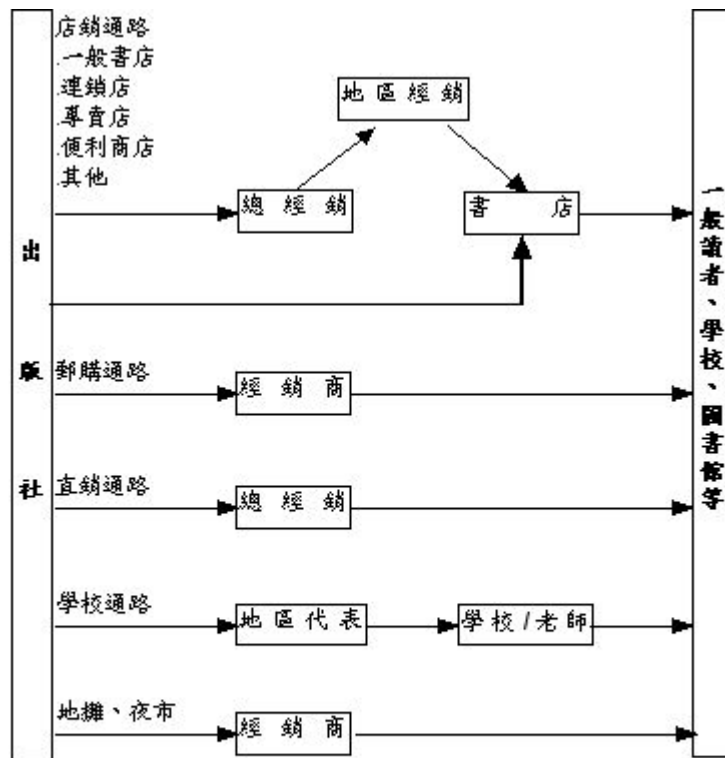 店銷通路
.一般書店
.連鎖店
.專賣店
.便利商店
.其他
地區經銷
總經銷
書 店
出版社
一般讀者、學校、圖書館等
郵購通路
經銷商
直銷通路
總經銷
學校通路
地區代表
學校/老師
地攤、夜市
經銷商